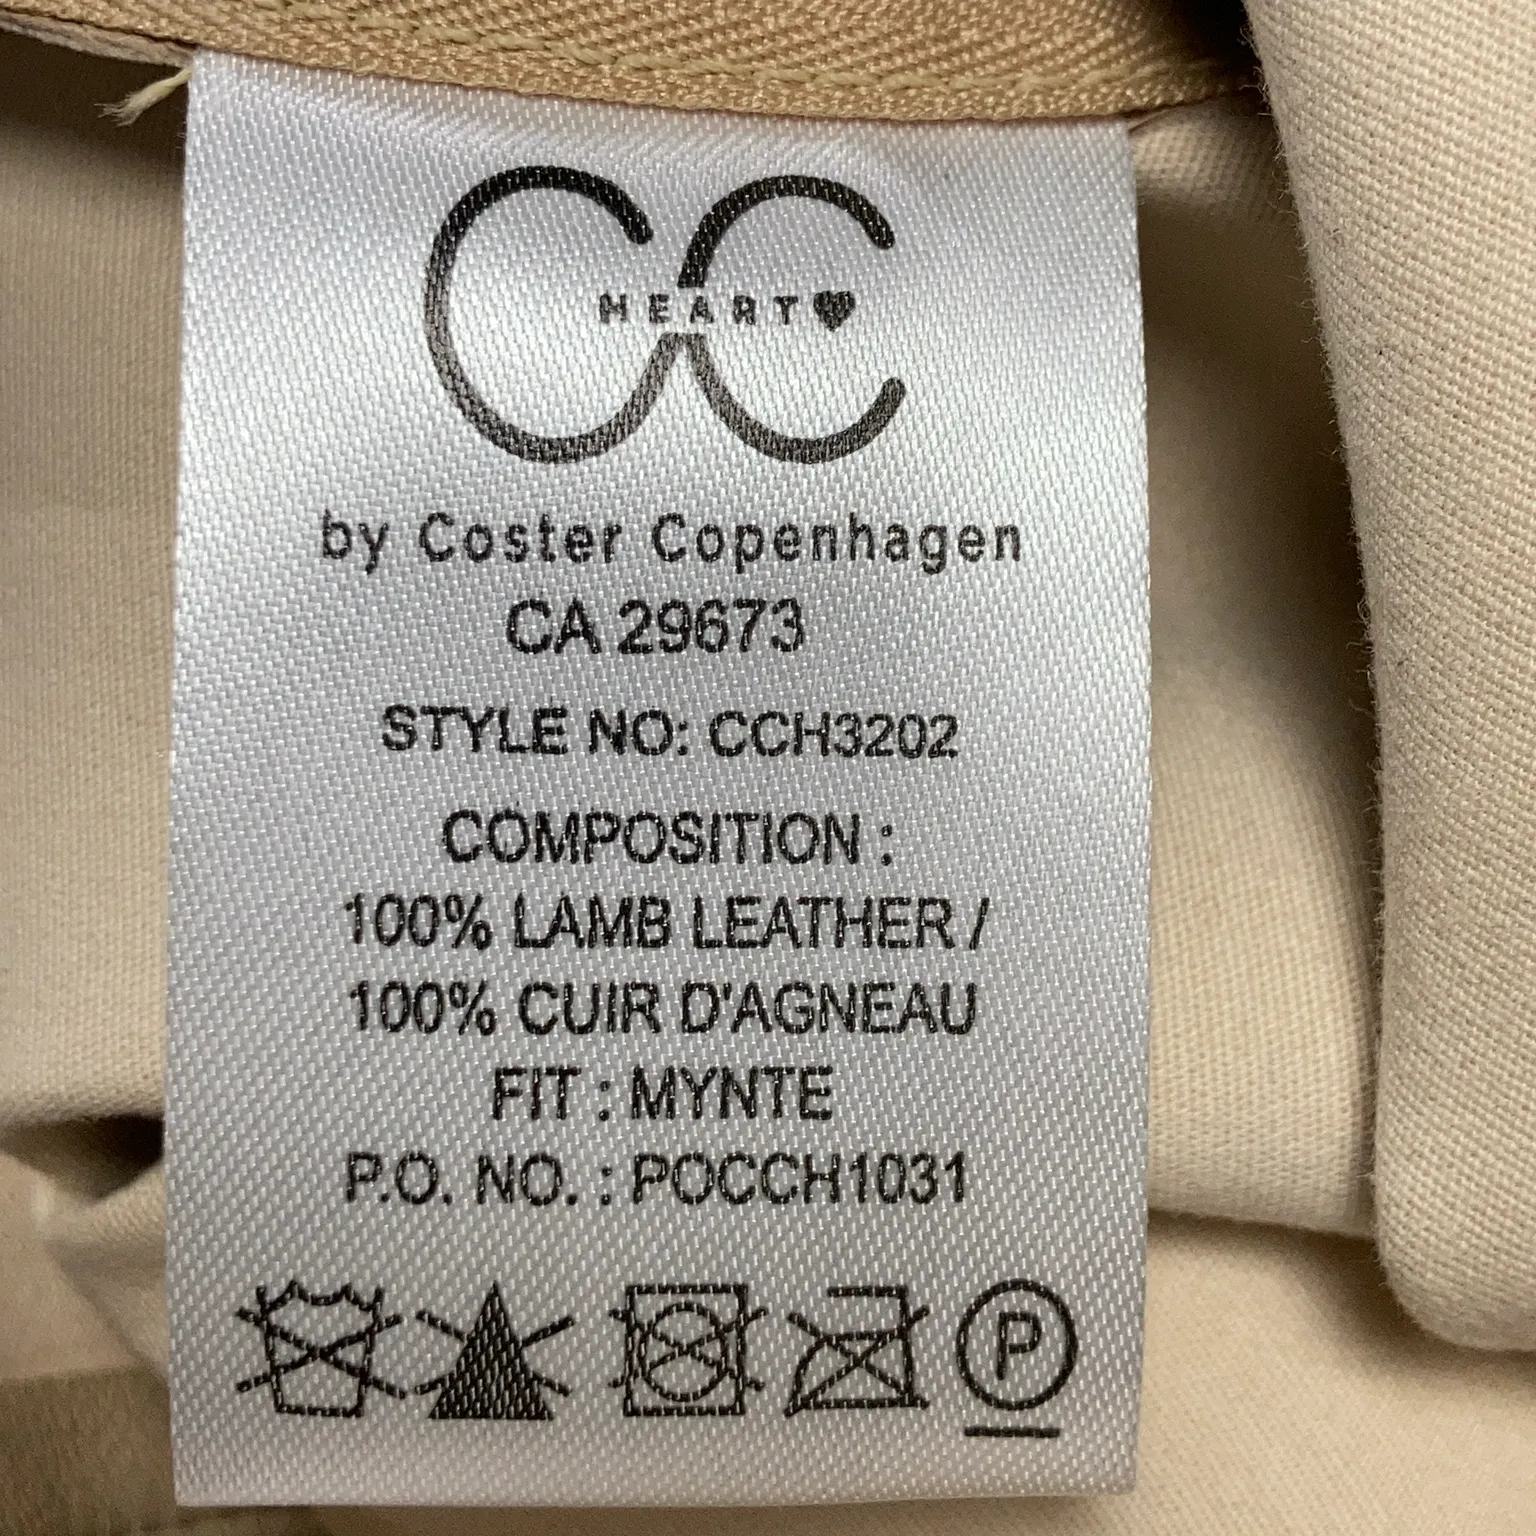 CC
HEART♥
by Coster Copenhagen
CA 29673
STYLE NO: CCH3202
COMPOSITION :
100% LAMB LEATHER /
100% CUIR D'AGNEAU
FIT : MYNTE
P.O. NO. : POCCH1031
P